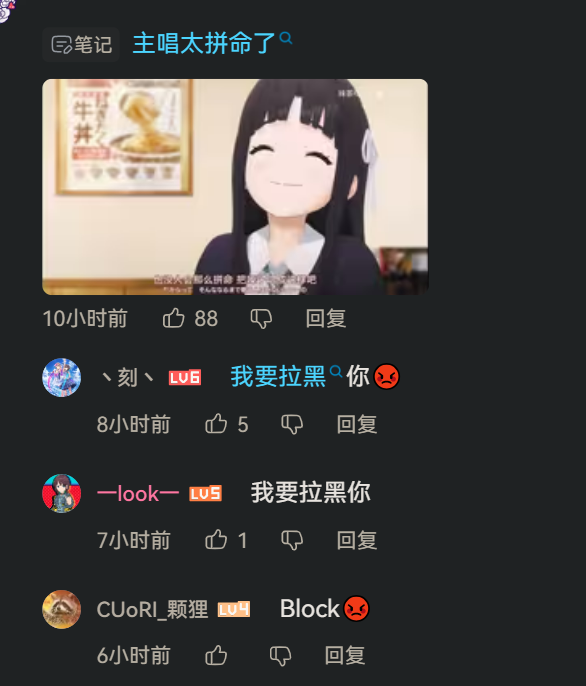 笔记 主唱太拼命了
牛丼
10小时前 88 回复
丶刻丶 LV6 我要拉黑你
8小时前 5 回复
一look一 LV5 我要拉黑你
7小时前 1 回复
CUoRI_颗狸 LV4 Block
6小时前 回复